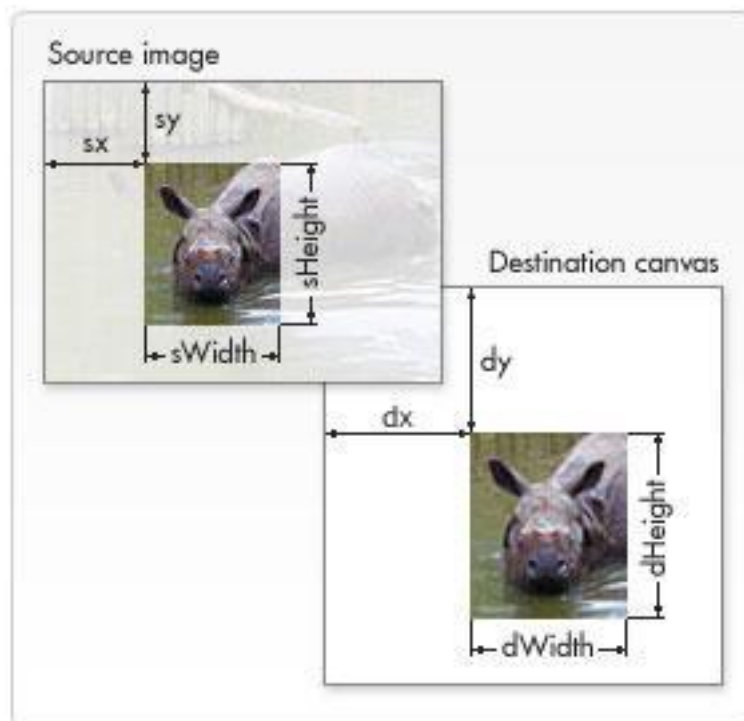 Source image
sy
sx
sHeight
sWidth
Destination canvas
dy
dx
dHeight
dWidth